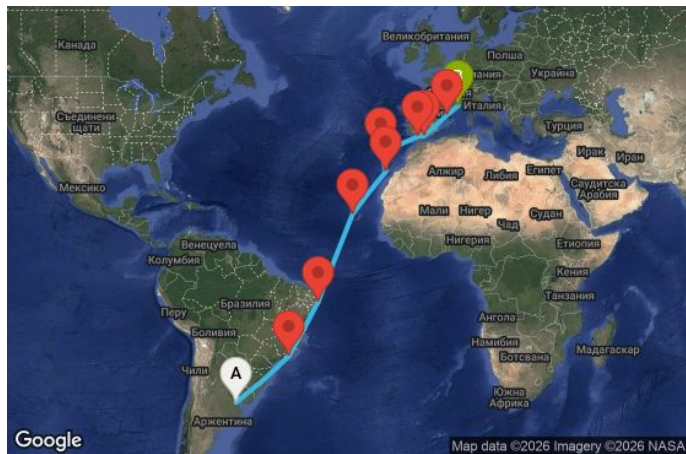 Великобритания
Канада
Полша
Украйна
Италия
Съединени
щати
Турция
Ирак
Иран
Алжир
Либия
Египет
Саудитска
Арабия
Мексико
Мали
Нигер
Чад
Судан
Нигерия
Етиопия
Венецуела
Колумбия
Кения
Танзания
Бразилия
Перу
Ангола
Боливия
Намибия
Ботсвана
Мадагаскар
Чили
Южна
Африка
A
Аржентина
Google
Map data ©2026 Imagery ©2026 NASA